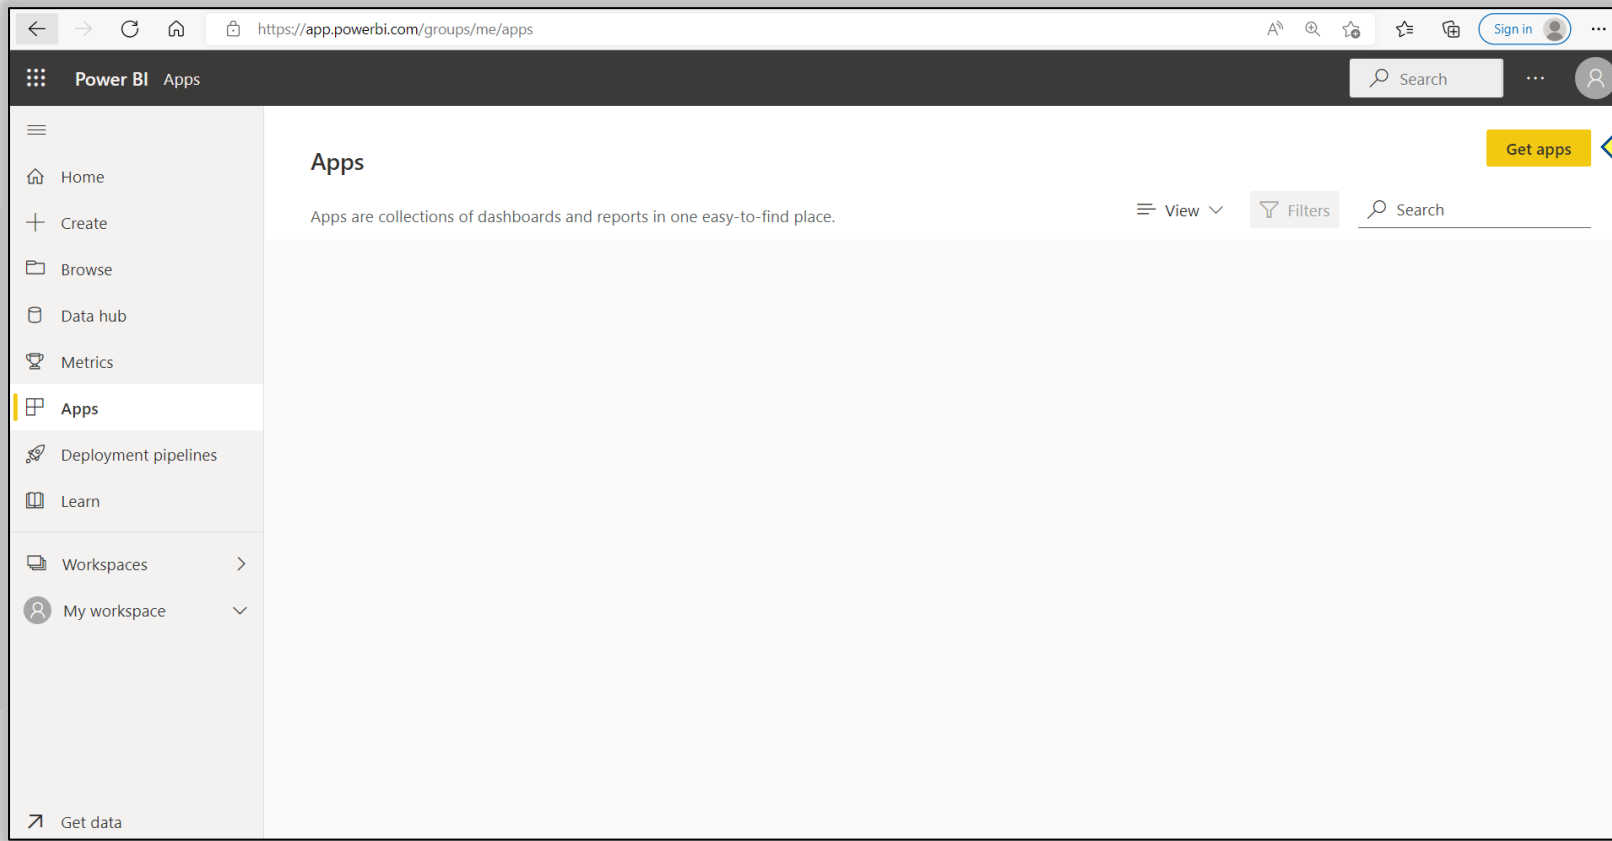 https://app.powerbi.com/groups/me/apps
Sign in
Power BI Apps
Search
Get apps
Apps
Apps are collections of dashboards and reports in one easy-to-find place.
View
Filters
Search
Home
Create
Browse
Data hub
Metrics
Apps
Deployment pipelines
Learn
Workspaces
My workspace
Get data